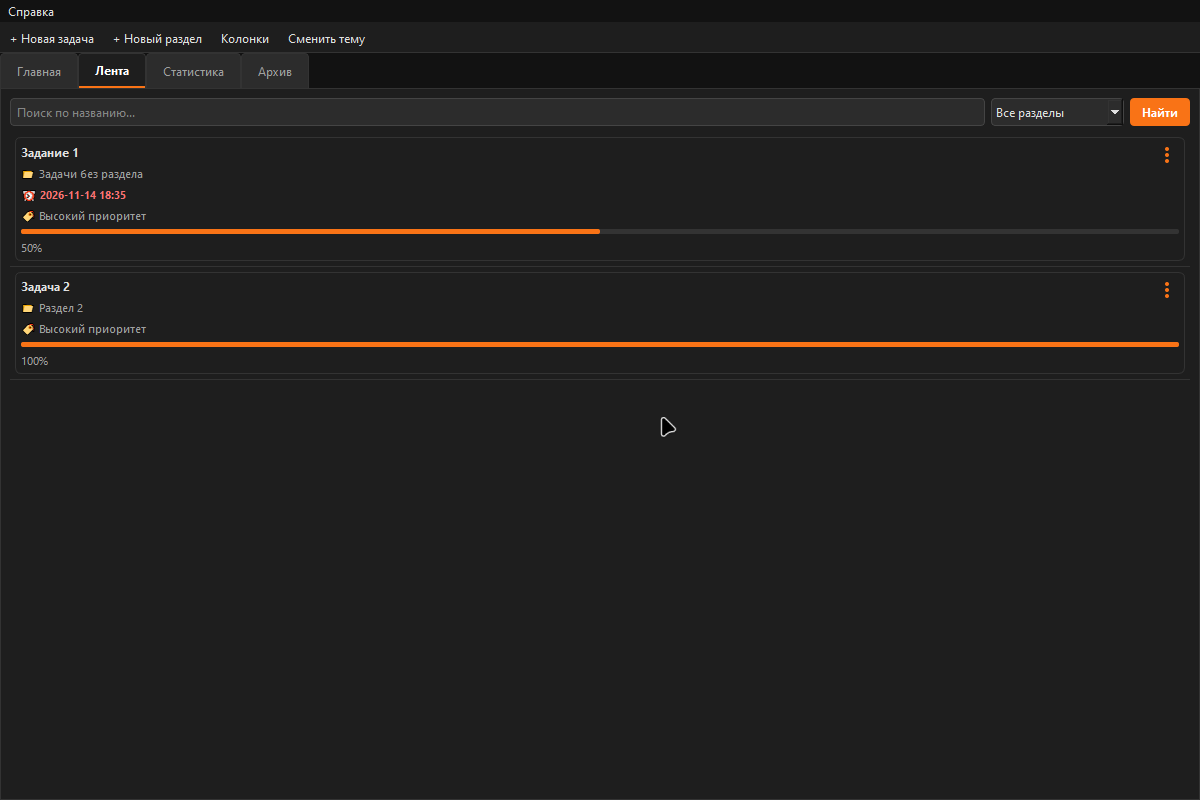 Справка
+ Новая задача + Новый раздел Колонки Сменить тему
Главная Лента Статистика Архив
Поиск по названию... Все разделы Найти
Задание 1
Задачи без раздела
2026-11-14 18:35
Высокий приоритет
50%
Задача 2
Раздел 2
Высокий приоритет
100%